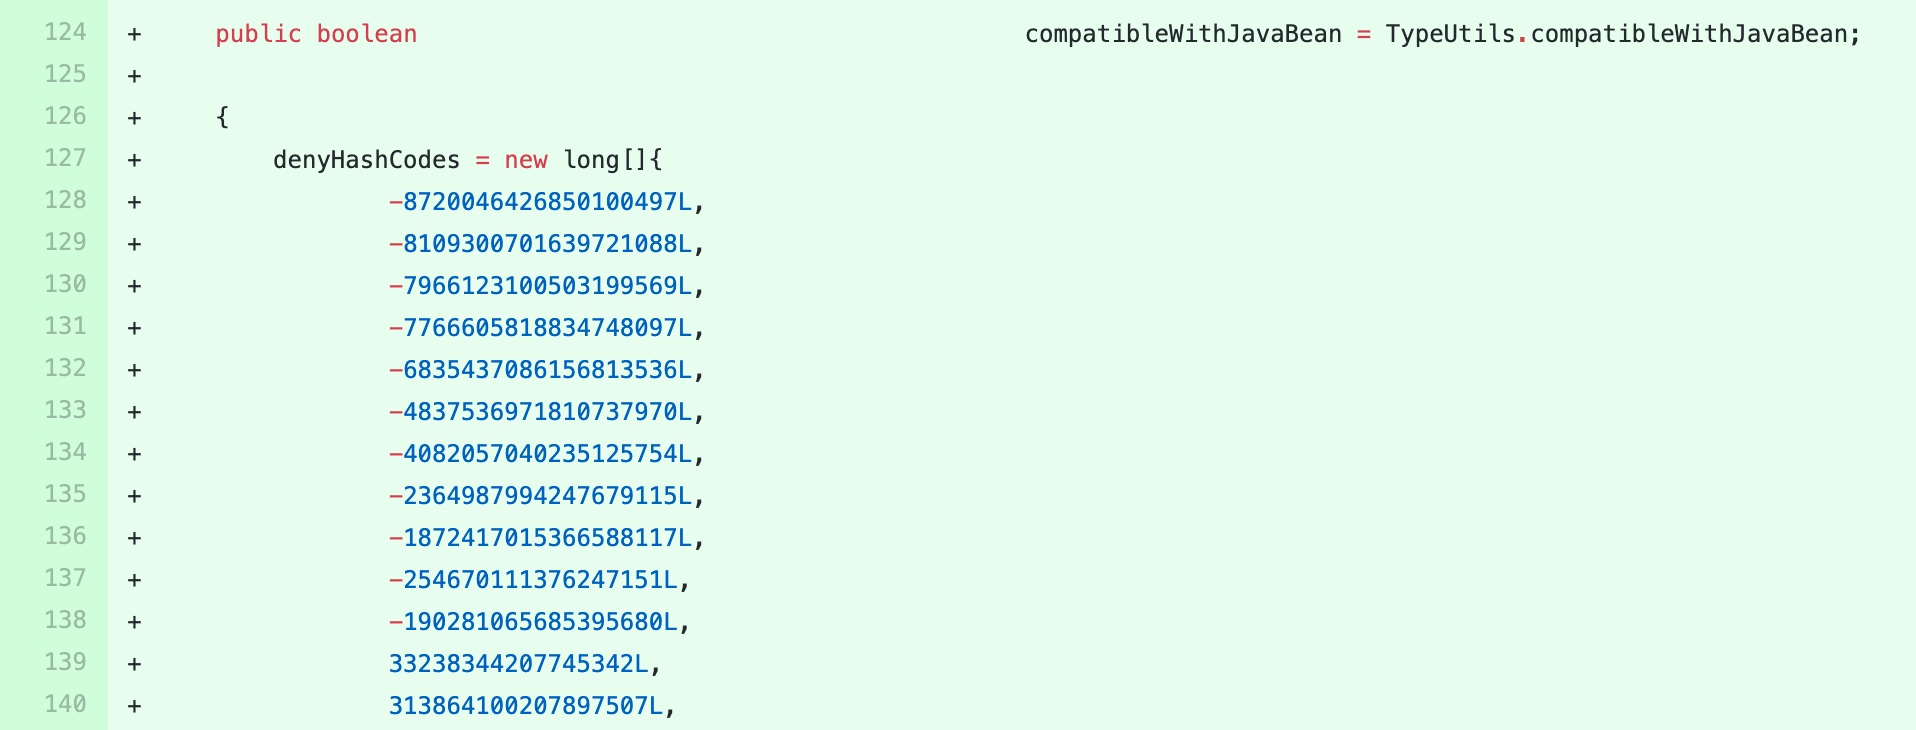 124 + public boolean compatibleWithJavaBean = TypeUtils.compatibleWithJavaBean;
125 +
126 + {
127 + denyHashCodes = new long[]{
128 + -8720046426850100497L,
129 + -8109300701639721088L,
130 + -7966123100503199569L,
131 + -7766605818834748097L,
132 + -6835437086156813536L,
133 + -4837536971810737970L,
134 + -4082057040235125754L,
135 + -2364987994247679115L,
136 + -1872417015366588117L,
137 + -254670111376247151L,
138 + -190281065685395680L,
139 + 33238344207745342L,
140 + 313864100207897507L,